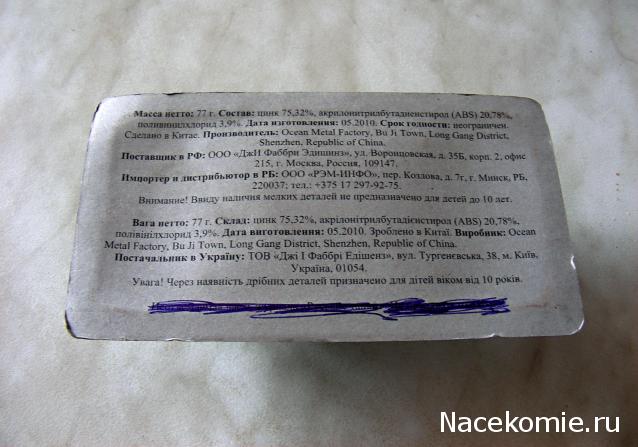 Масса нетто: 77 г. Состав: цинк 75,32%, акрилонитрилбутадиенстирол (ABS) 20,78%,
поливинилхлорид 3,9%. Дата изготовления: 05.2010. Срок годности: неограничен.
Сделано в Китае. Производитель: Ocean Metal Factory, Bu Ji Town, Long Gang District,
Shenzhen, Republic of China.
Поставщик в РФ: ООО «ДжИ Фаббри Эдишинз», ул. Воронцовская, д. 35Б, корп. 2, офис
215, г. Москва, Россия, 109147.
Импортер и дистрибьютор в РБ: ООО «РЭМ-ИНФО», пер. Козлова, д. 7г, г. Минск, РБ,
220037; тел.: +375 17 297-92-75.
Внимание! Ввиду наличия мелких деталей не предназначено для детей до 10 лет.
Вага нетто: 77 г. Склад: цинк 75,32%, акрілонітрилбутадієнстирол (ABS) 20,78%,
полівінілхлорид 3,9%. Дата виготовлення: 05.2010. Зроблено в Китаї. Виробник: Ocean
Metal Factory, Bu Ji Town, Long Gang District, Shenzhen, Republic of China.
Постачальник в Україну: ТОВ «Джі І Фаббрі Едішенз», вул. Тургенєвська, 38, м. Київ,
Україна, 01054.
Увага! Через наявність дрібних деталей призначено для дітей віком від 10 років.
Nacekomie.ru